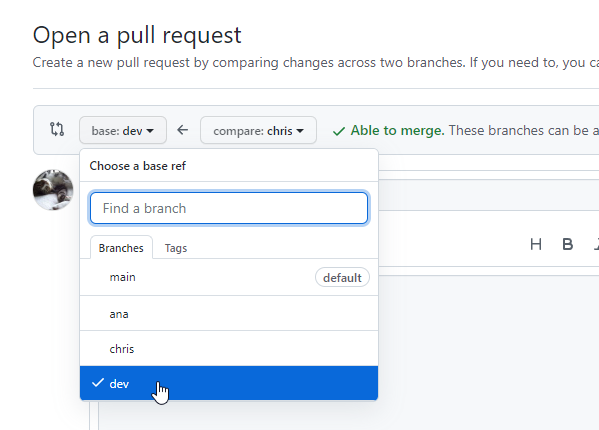 Open a pull request
Create a new pull request by comparing changes across two branches. If you need to, you ca
base: dev
compare: chris
Able to merge. These branches can be a
Choose a base ref
Find a branch
Branches Tags
main default
ana
chris
dev
H B